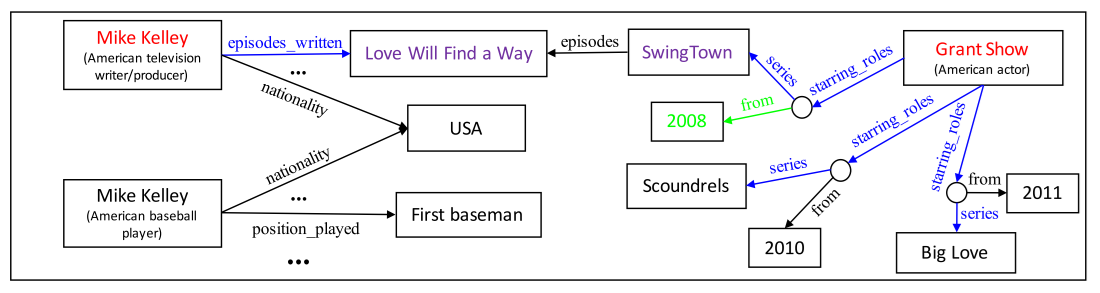 Mike Kelley
(American television
writer/producer)
episodes_written
Love Will Find a Way
episodes
SwingTown
series
starring_roles
Grant Show
(American actor)
...
nationality
from
2008
starring_roles
starring_roles
USA
nationality
series
Scoundrels
from
from
2011
series
Mike Kelley
(American baseball
player)
...
position_played
First baseman
2010
Big Love
...